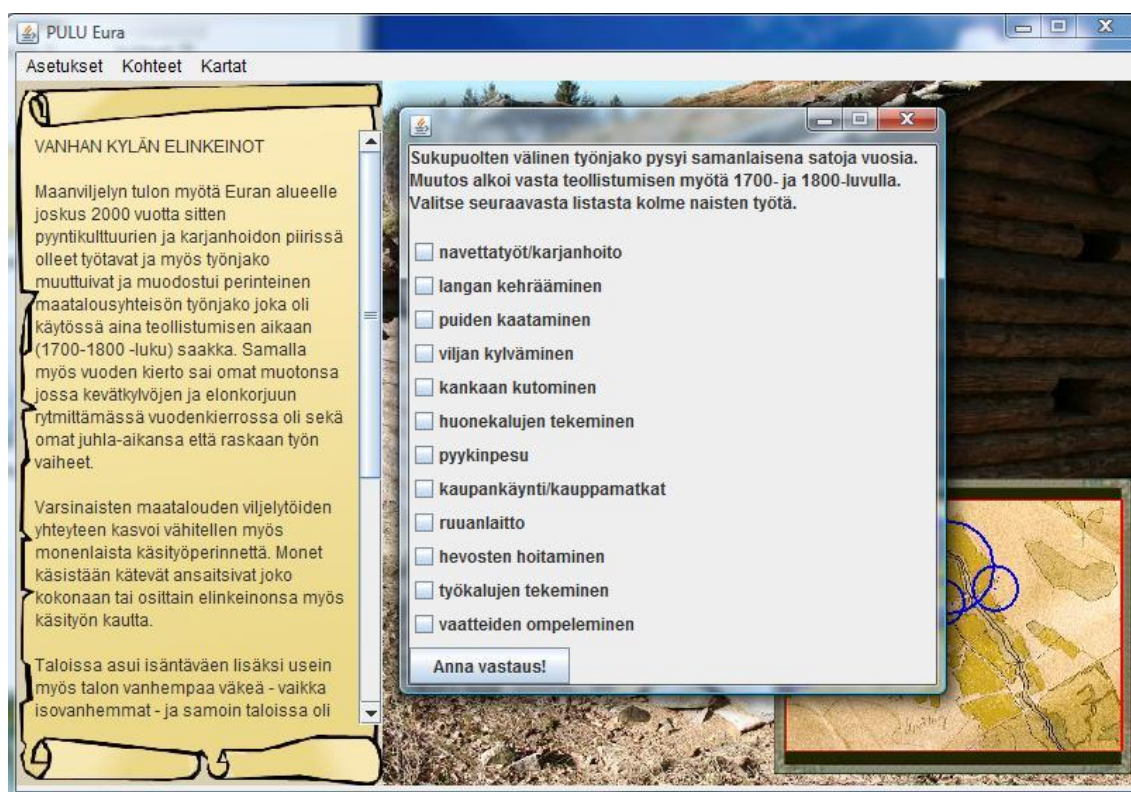 PULU Eura
Asetukset Kohteet Kartat
VANHAN KYLÄN ELINKEINOT
Maanviljelyn tulon myötä Euran alueelle
joskus 2000 vuotta sitten
pyyntikulttuurien ja karjanhoidon piirissä
olleet työtavat ja myös työnjako
muuttuivat ja muodostui perinteinen
maatalousyhteisön työnjako joka oli
käytössä aina teollistumisen aikaan
(1700-1800 -luku) saakka. Samalla
myös vuoden kierto sai omat muotonsa
jossa kevätkylvöjen ja elonkorjuun
rytmittämässä vuodenkierrossa oli sekä
omat juhla-aikansa että raskaan työn
vaiheet.
Varsinaisten maatalouden viljelytöiden
yhteyteen kasvoi vähitellen myös
monenlaista käsityöperinnettä. Monet
käsistään kätevät ansaitsivat joko
kokonaan tai osittain elinkeinonsa myös
käsityön kautta.
Taloissa asui isäntäväen lisäksi usein
myös talon vanhempaa väkeä - vaikka
isovanhemmat - ja samoin taloissa oli
Sukupuolten välinen työnjako pysyi samanlaisena satoja vuosia.
Muutos alkoi vasta teollistumisen myötä 1700- ja 1800-luvulla.
Valitse seuraavasta listasta kolme naisten työtä.
navettatyöt/karjanhoito
langan kehrääminen
puiden kaataminen
viljan kylväminen
kankaan kutominen
huonekalujen tekeminen
pyykinpesu
kaupankäynti/kauppamatkat
ruuanlaitto
hevosten hoitaminen
työkalujen tekeminen
vaatteiden ompeleminen
Anna vastaus!